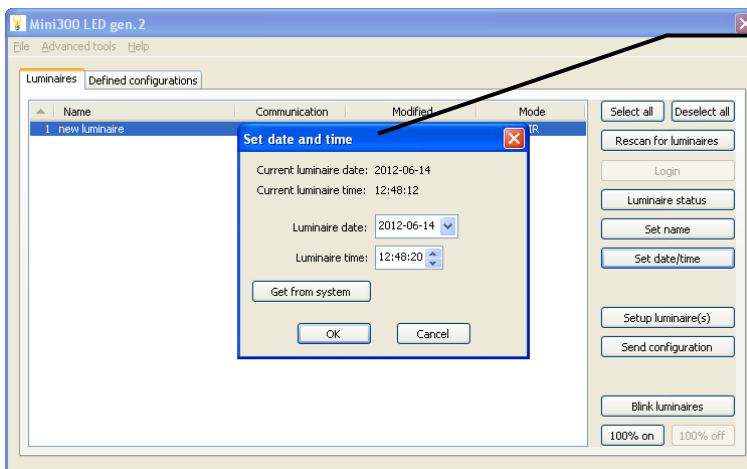 Mini300 LED gen.2
File Advanced tools Help
Luminaires Defined configurations
Name Communication Modified Mode
1 new luminaire IR
Set date and time
Current luminaire date: 2012-06-14
Current luminaire time: 12:48:12
Luminaire date: 2012-06-14
Luminaire time: 12:48:20
Get from system
OK Cancel
Select all Deselect all
Rescan for luminaires
Login
Luminaire status
Set name
Set date/time
Setup luminaire(s)
Send configuration
Blink luminaires
100% on 100% off